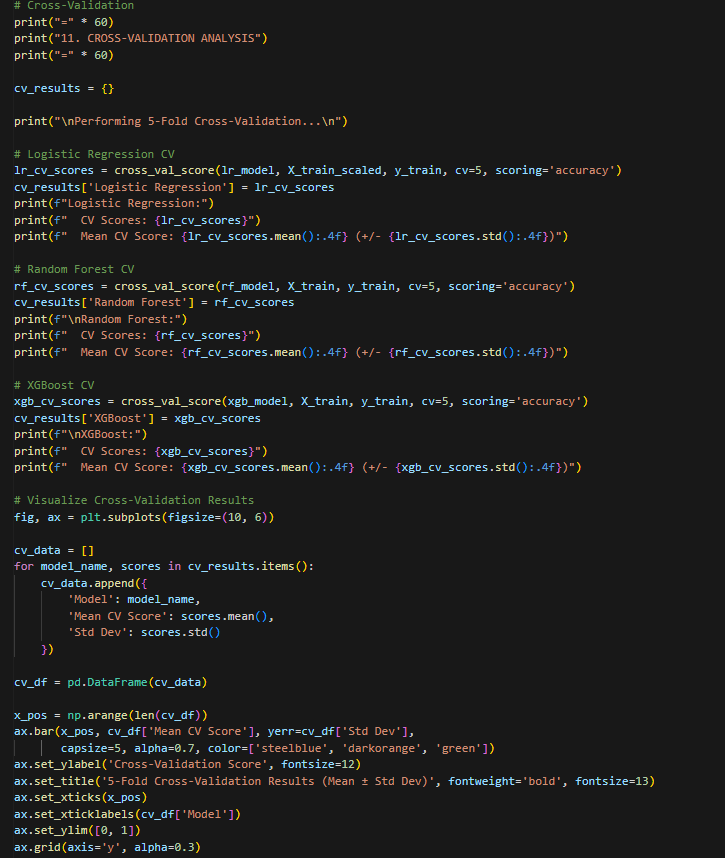 # Cross-Validation
print("=" * 60)
print("11. CROSS-VALIDATION ANALYSIS")
print("=" * 60)
cv_results = {}
print("\nPerforming 5-Fold Cross-Validation...\n")
# Logistic Regression CV
lr_cv_scores = cross_val_score(lr_model, X_train_scaled, y_train, cv=5, scoring='accuracy')
cv_results['Logistic Regression'] = lr_cv_scores
print(f"Logistic Regression:")
print(f"  CV Scores: {lr_cv_scores}")
print(f"  Mean CV Score: {lr_cv_scores.mean():.4f} (+/- {lr_cv_scores.std():.4f})")
# Random Forest CV
rf_cv_scores = cross_val_score(rf_model, X_train, y_train, cv=5, scoring='accuracy')
cv_results['Random Forest'] = rf_cv_scores
print(f"\nRandom Forest:")
print(f"  CV Scores: {rf_cv_scores}")
print(f"  Mean CV Score: {rf_cv_scores.mean():.4f} (+/- {rf_cv_scores.std():.4f})")
# XGBoost CV
xgb_cv_scores = cross_val_score(xgb_model, X_train, y_train, cv=5, scoring='accuracy')
cv_results['XGBoost'] = xgb_cv_scores
print(f"\nXGBoost:")
print(f"  CV Scores: {xgb_cv_scores}")
print(f"  Mean CV Score: {xgb_cv_scores.mean():.4f} (+/- {xgb_cv_scores.std():.4f})")
# Visualize Cross-Validation Results
fig, ax = plt.subplots(figsize=(10, 6))
cv_data = []
for model_name, scores in cv_results.items():
    cv_data.append({
        'Model': model_name,
        'Mean CV Score': scores.mean(),
        'Std Dev': scores.std()
    })
cv_df = pd.DataFrame(cv_data)
x_pos = np.arange(len(cv_df))
ax.bar(x_pos, cv_df['Mean CV Score'], yerr=cv_df['Std Dev'],
       capsize=5, alpha=0.7, color=['steelblue', 'darkorange', 'green'])
ax.set_ylabel('Cross-Validation Score', fontsize=12)
ax.set_title('5-Fold Cross-Validation Results (Mean ± Std Dev)', fontweight='bold', fontsize=13)
ax.set_xticks(x_pos)
ax.set_xticklabels(cv_df['Model'])
ax.set_ylim([0, 1])
ax.grid(axis='y', alpha=0.3)